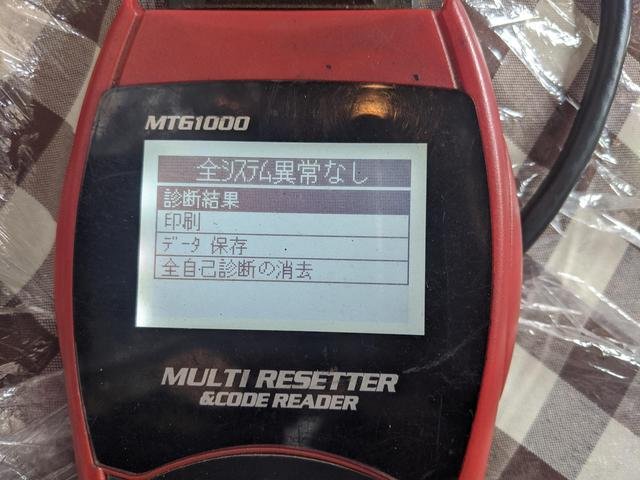 MTG1000
全システム異常なし
診断結果
印刷
データ 保存
全自己診断の消去
MULTI RESETTER
&CODE READER